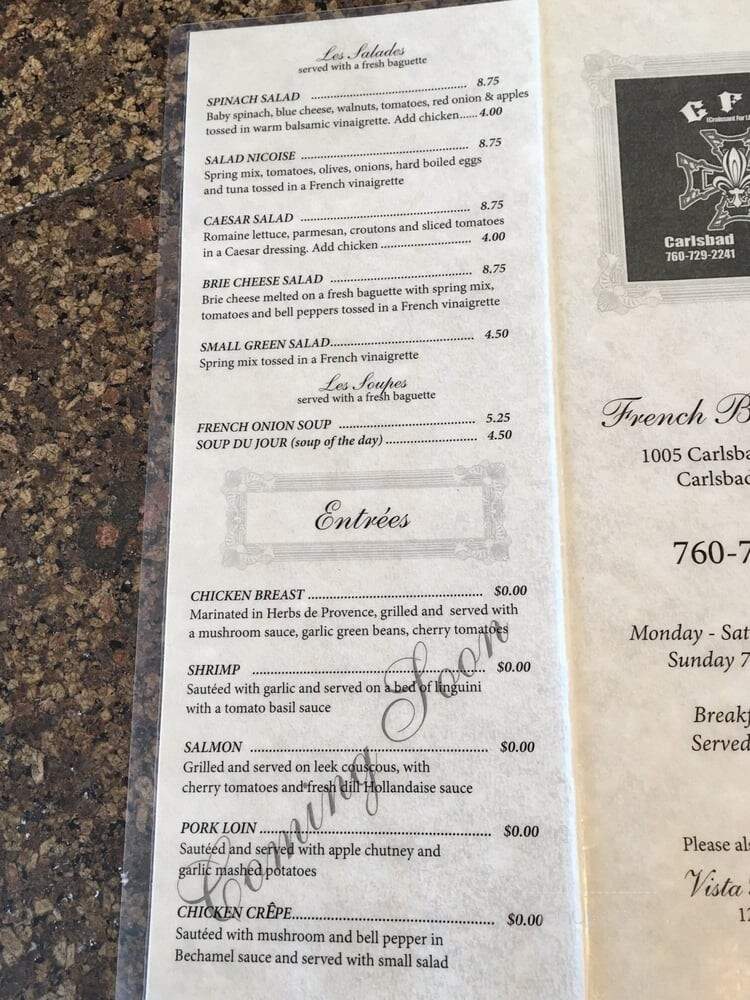 Les Salades
served with a fresh baguette
SPINACH SALAD ........ 8.75
Baby spinach, blue cheese, walnuts, tomatoes, red onion & apples
tossed in warm balsamic vinaigrette. Add chicken......4.00
SALAD NICOISE ........ 8.75
Spring mix, tomatoes, olives, onions, hard boiled eggs
and tuna tossed in a French vinaigrette
CAESAR SALAD ........ 8.75
Romaine lettuce, parmesan, croutons and sliced tomatoes
in a Caesar dressing. Add chicken ........ 4.00
BRIE CHEESE SALAD ........ 8.75
Brie cheese melted on a fresh baguette with spring mix,
tomatoes and bell peppers tossed in a French vinaigrette
SMALL GREEN SALAD........ 4.50
Spring mix tossed in a French vinaigrette
Les Soupes
served with a fresh baguette
FRENCH ONION SOUP ........ 5.25
SOUP DU JOUR (soup of the day) ........ 4.50
Entrées
CHICKEN BREAST ........ $0.00
Marinated in Herbs de Provence, grilled and served with
a mushroom sauce, garlic green beans, cherry tomatoes
SHRIMP ........ $0.00
Sautéed with garlic and served on a bed of linguini
with a tomato basil sauce
SALMON ........ $0.00
Grilled and served on leek couscous, with
cherry tomatoes and fresh dill Hollandaise sauce
PORK LOIN ........ $0.00
Sautéed and served with apple chutney and
garlic mashed potatoes
CHICKEN CRÊPE........ $0.00
Sautéed with mushroom and bell pepper in
Bechamel sauce and served with small salad
Coming Soon
C F
(Croissant For Li
Carlsbad
760-729-2241
French B
1005 Carlsba
Carlsbad
760-7
Monday - Sat
Sunday 7
Breakf
Served
Please al
Vista
12